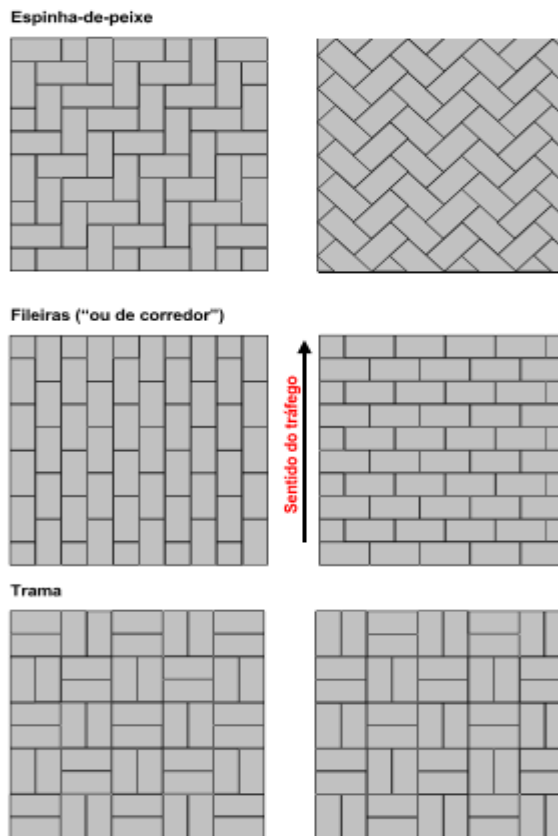 Espinha-de-peixe
Fileiras (“ou de corredor”)
Sentido do tráfego
Trama